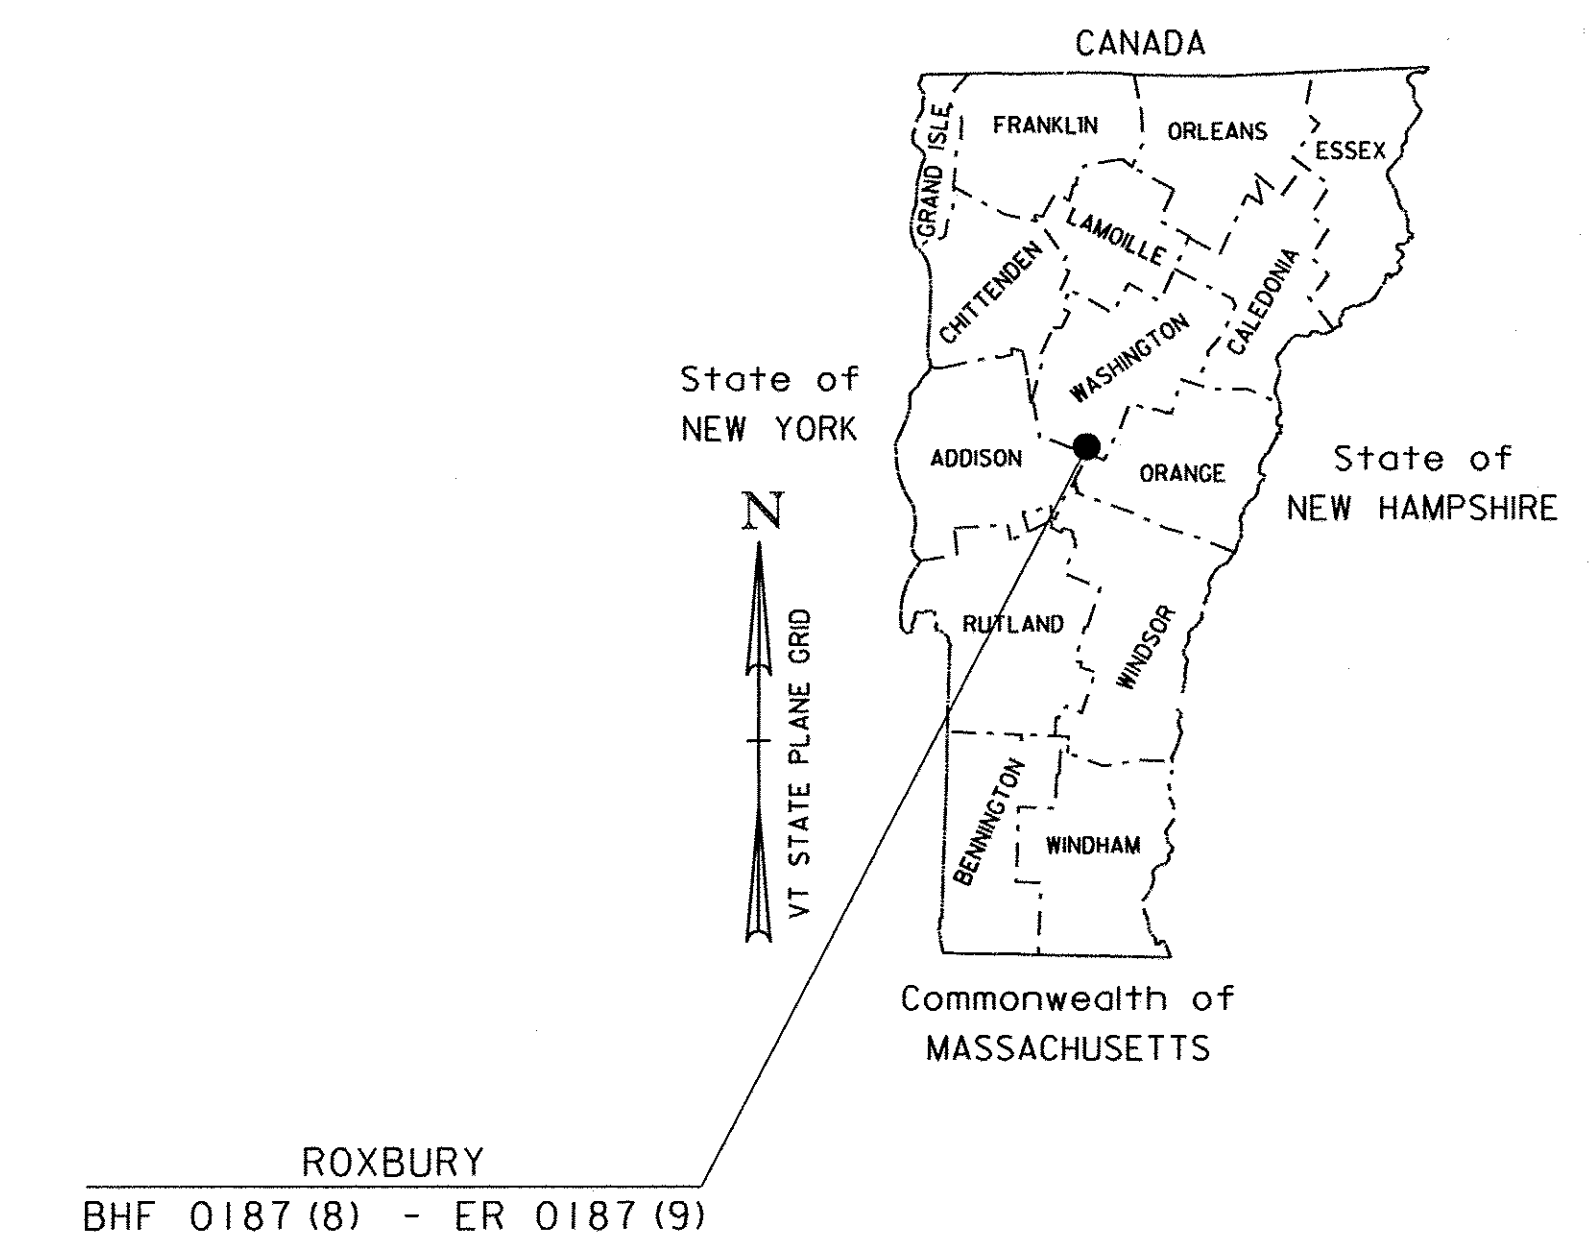 CANADA
FRANKLIN
ORLEANS
ESSEX
GRAND ISLE
LAMOILLE
CHITTENDEN
CALEDONIA
WASHINGTON
State of
NEW YORK
ADDISON
ORANGE
State of
NEW HAMPSHIRE
N
VT STATE PLANE GRID
RUTLAND
WINDSOR
BENNINGTON
WINDHAM
Commonwealth of
MASSACHUSETTS
ROXBURY
BHF 0187 (8) - ER 0187 (9)